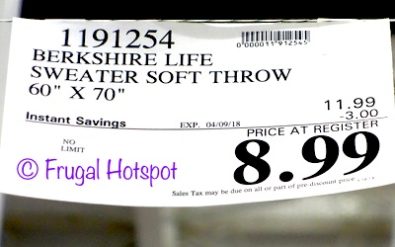 1191254
0000011912545
BERKSHIRE LIFE
SWEATER SOFT THROW
60" X 70"
11.99
Instant Savings EXP. 04/09/18 -3.00
NO LIMIT
PRICE AT REGISTER
8.99
© Frugal Hotspot
Sales Tax may be due on all or part of pre-discount price